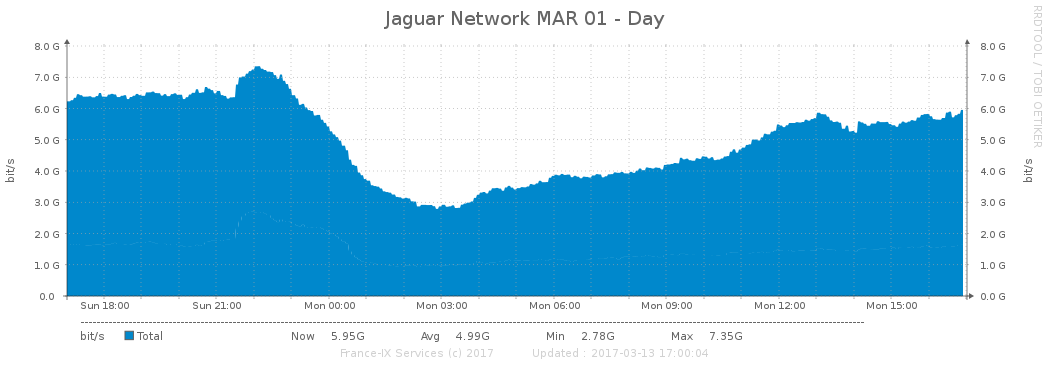 Jaguar Network MAR 01 - Day
RRDTOOL / TOBI OETIKER
8.0 G 8.0 G
7.0 G 7.0 G
6.0 G 6.0 G
5.0 G 5.0 G
4.0 G 4.0 G
3.0 G 3.0 G
2.0 G 2.0 G
1.0 G 1.0 G
0.0 0.0 G
bit/s
bit/s
Sun 18:00 Sun 21:00 Mon 00:00 Mon 03:00 Mon 06:00 Mon 09:00 Mon 12:00 Mon 15:00
bit/s Total Now 5.95G Avg 4.99G Min 2.78G Max 7.35G
France-IX Services (c) 2017 Updated : 2017-03-13 17:00:04